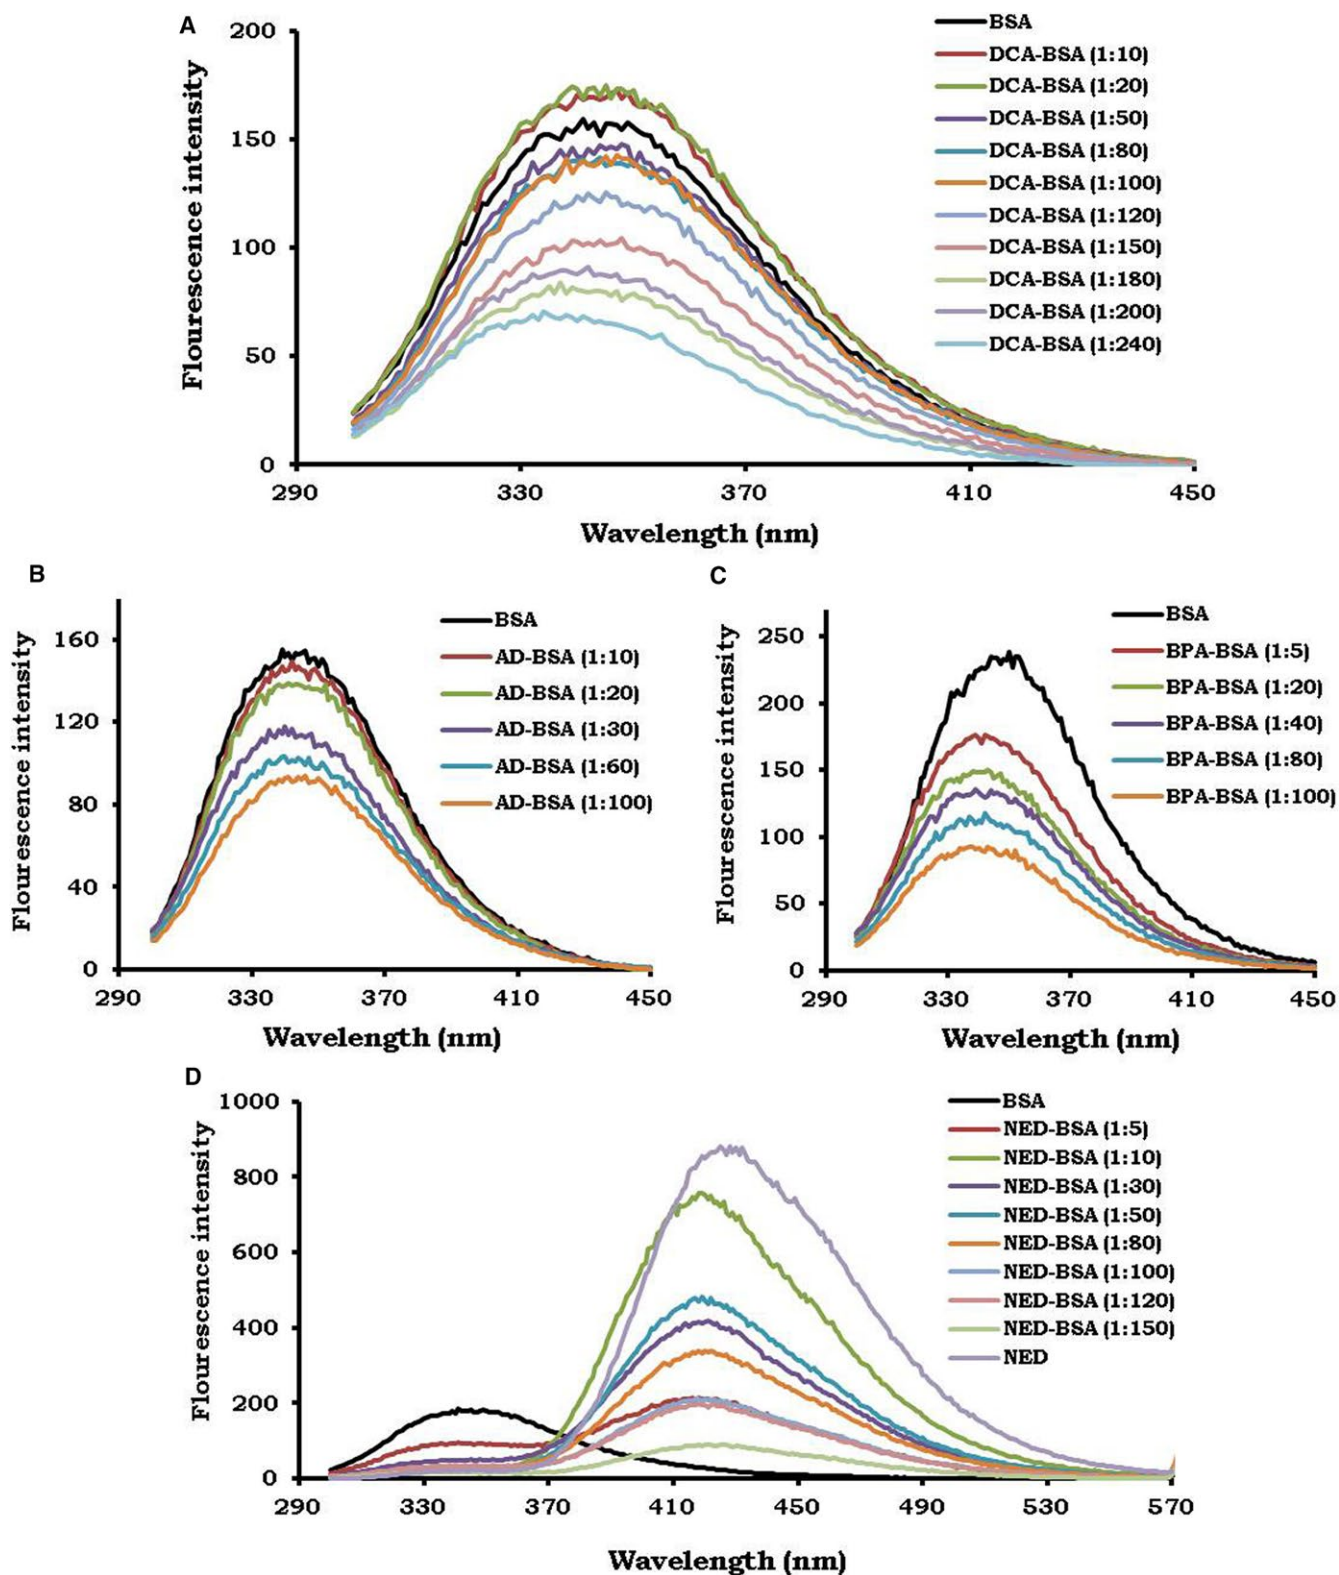 A
Flourescence intensity
200
150
100
50
0
290 330 370 410 450
Wavelength (nm)
BSA
DCA-BSA (1:10)
DCA-BSA (1:20)
DCA-BSA (1:50)
DCA-BSA (1:80)
DCA-BSA (1:100)
DCA-BSA (1:120)
DCA-BSA (1:150)
DCA-BSA (1:180)
DCA-BSA (1:200)
DCA-BSA (1:240)
B
Flourescence intensity
160
120
80
40
0
290 330 370 410 450
Wavelength (nm)
BSA
AD-BSA (1:10)
AD-BSA (1:20)
AD-BSA (1:30)
AD-BSA (1:60)
AD-BSA (1:100)
C
Flourescence intensity
250
200
150
100
50
0
290 330 370 410 450
Wavelength (nm)
BSA
BPA-BSA (1:5)
BPA-BSA (1:20)
BPA-BSA (1:40)
BPA-BSA (1:80)
BPA-BSA (1:100)
D
Flourescence intensity
1000
800
600
400
200
0
290 330 370 410 450 490 530 570
Wavelength (nm)
BSA
NED-BSA (1:5)
NED-BSA (1:10)
NED-BSA (1:30)
NED-BSA (1:50)
NED-BSA (1:80)
NED-BSA (1:100)
NED-BSA (1:120)
NED-BSA (1:150)
NED